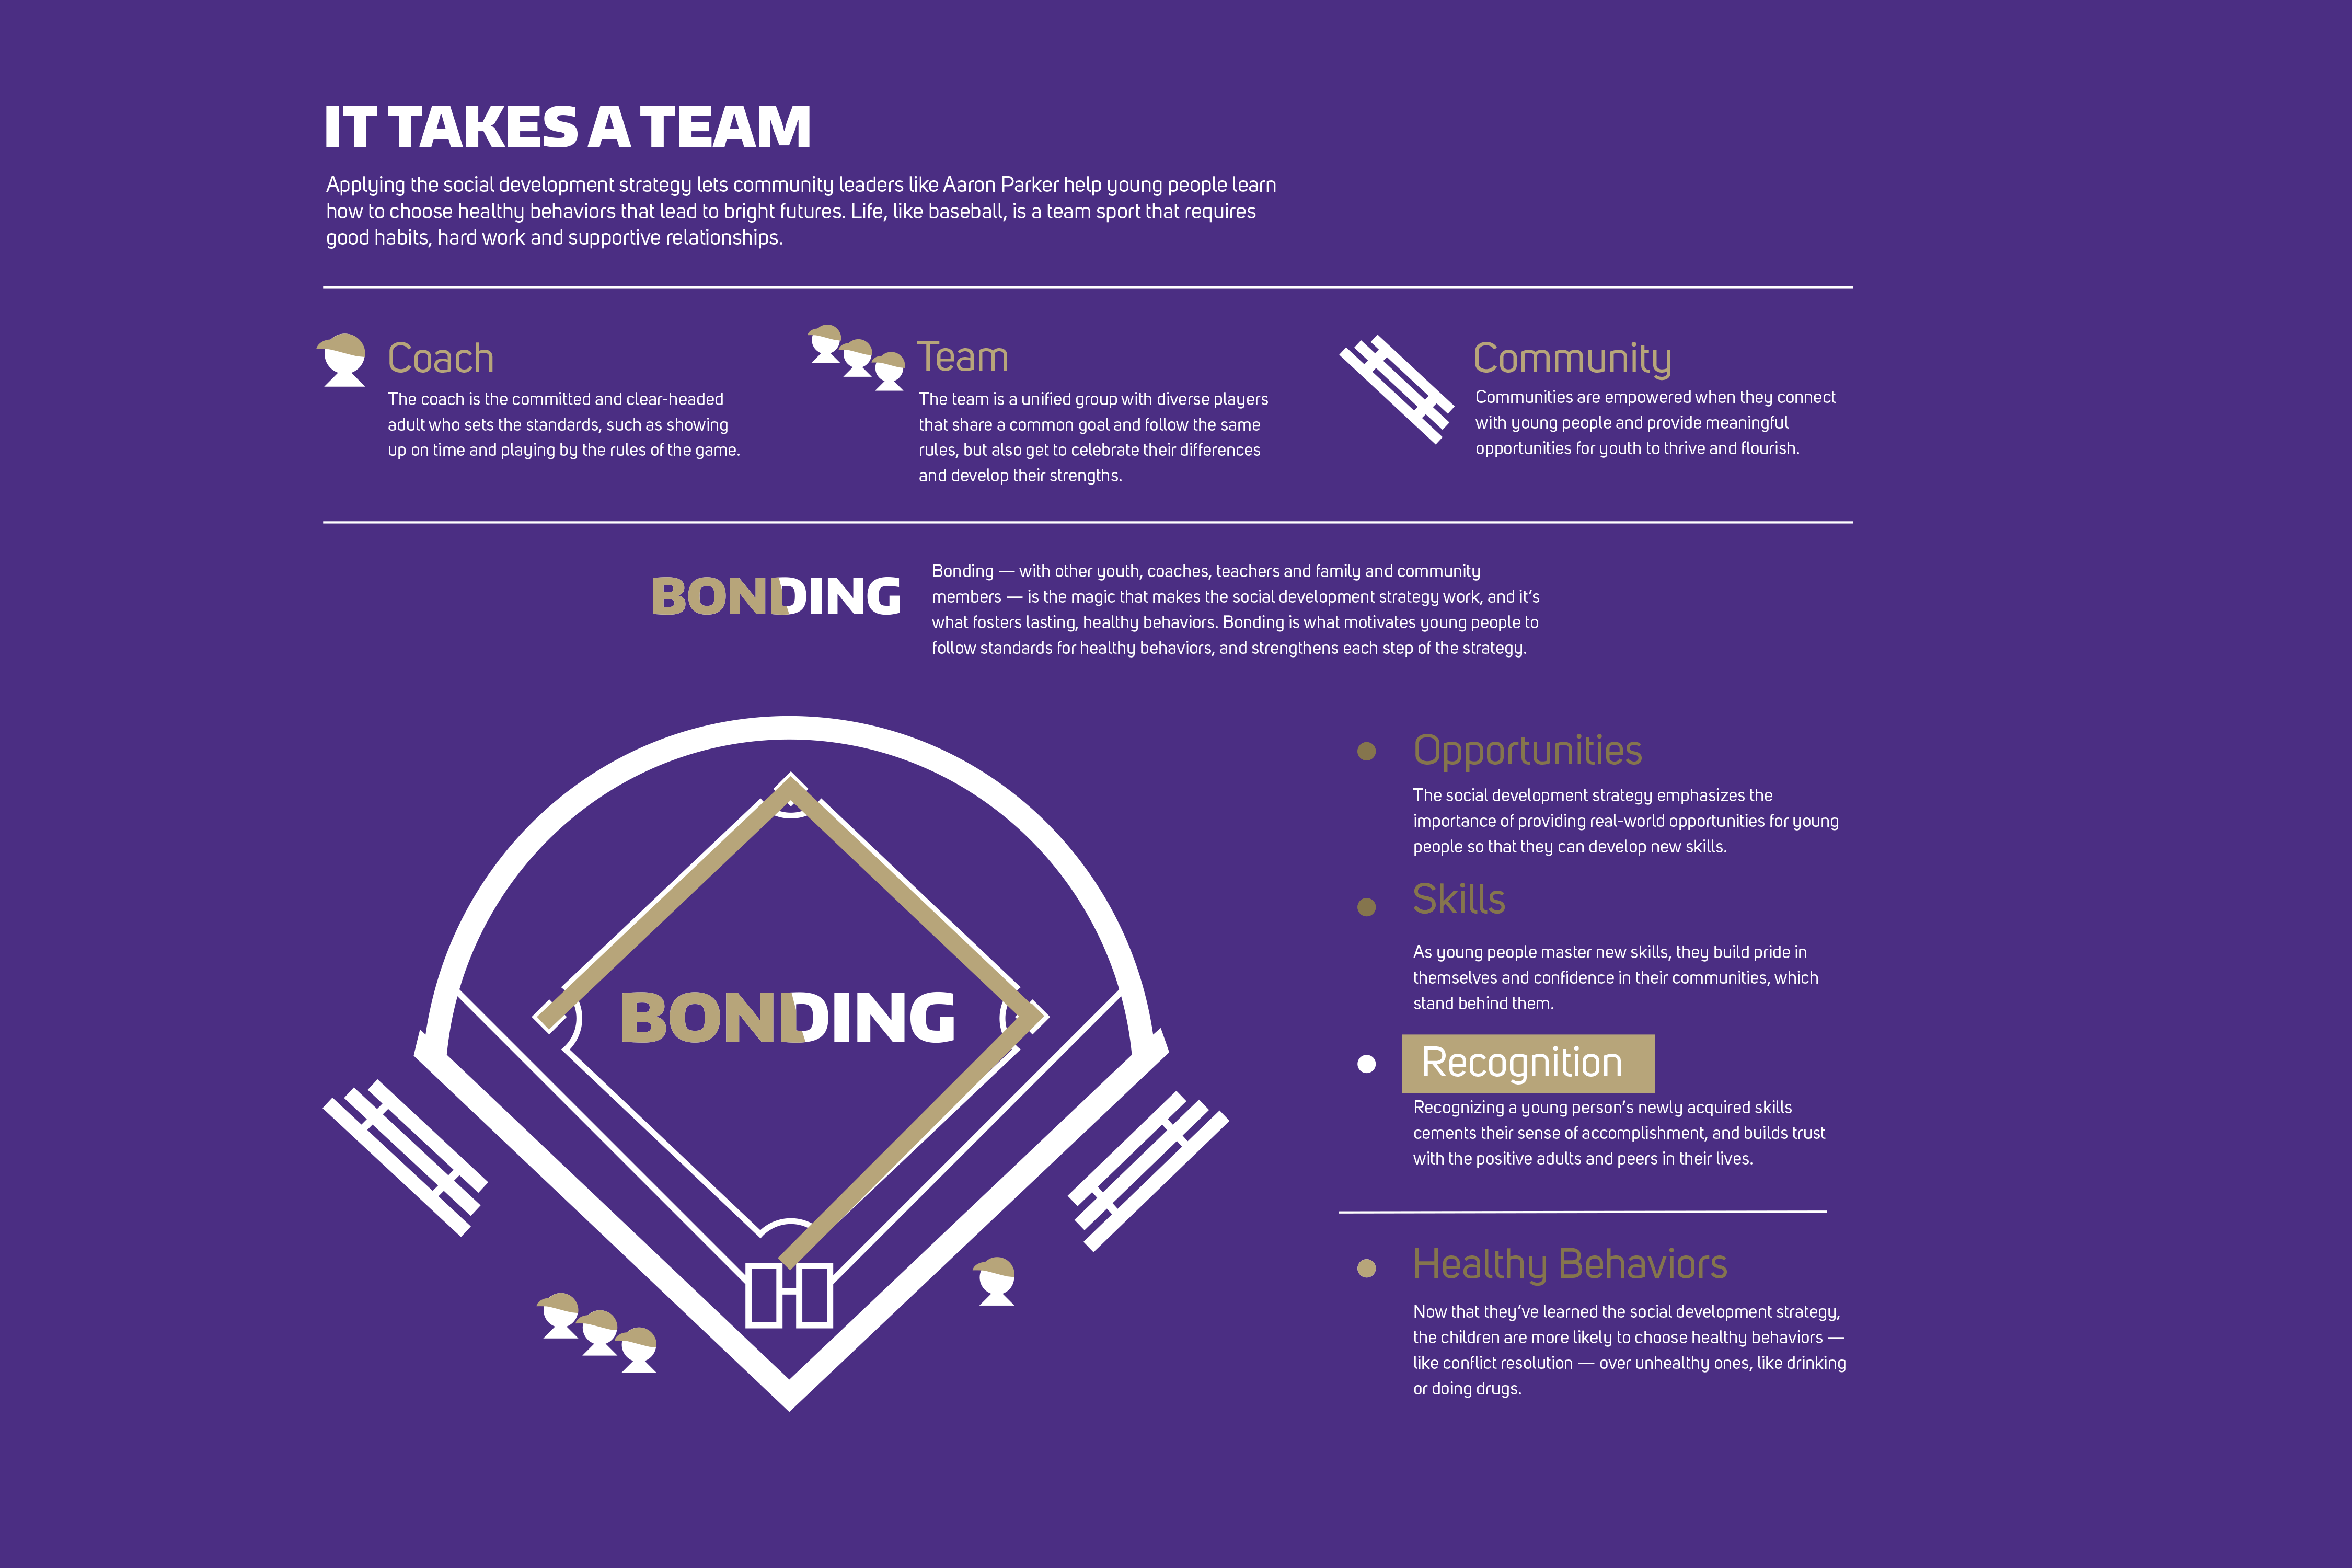 IT TAKES A TEAM
Applying the social development strategy lets community leaders like Aaron Parker help young people learn
how to choose healthy behaviors that lead to bright futures. Life, like baseball, is a team sport that requires
good habits, hard work and supportive relationships.
Coach
The coach is the committed and clear-headed
adult who sets the standards, such as showing
up on time and playing by the rules of the game.
Team
The team is a unified group with diverse players
that share a common goal and follow the same
rules, but also get to celebrate their differences
and develop their strengths.
Community
Communities are empowered when they connect
with young people and provide meaningful
opportunities for youth to thrive and flourish.
BONDING
Bonding — with other youth, coaches, teachers and family and community
members — is the magic that makes the social development strategy work, and it’s
what fosters lasting, healthy behaviors. Bonding is what motivates young people to
follow standards for healthy behaviors, and strengthens each step of the strategy.
BONDING
Opportunities
The social development strategy emphasizes the
importance of providing real-world opportunities for young
people so that they can develop new skills.
Skills
As young people master new skills, they build pride in
themselves and confidence in their communities, which
stand behind them.
Recognition
Recognizing a young person’s newly acquired skills
cements their sense of accomplishment, and builds trust
with the positive adults and peers in their lives.
Healthy Behaviors
Now that they’ve learned the social development strategy,
the children are more likely to choose healthy behaviors —
like conflict resolution — over unhealthy ones, like drinking
or doing drugs.